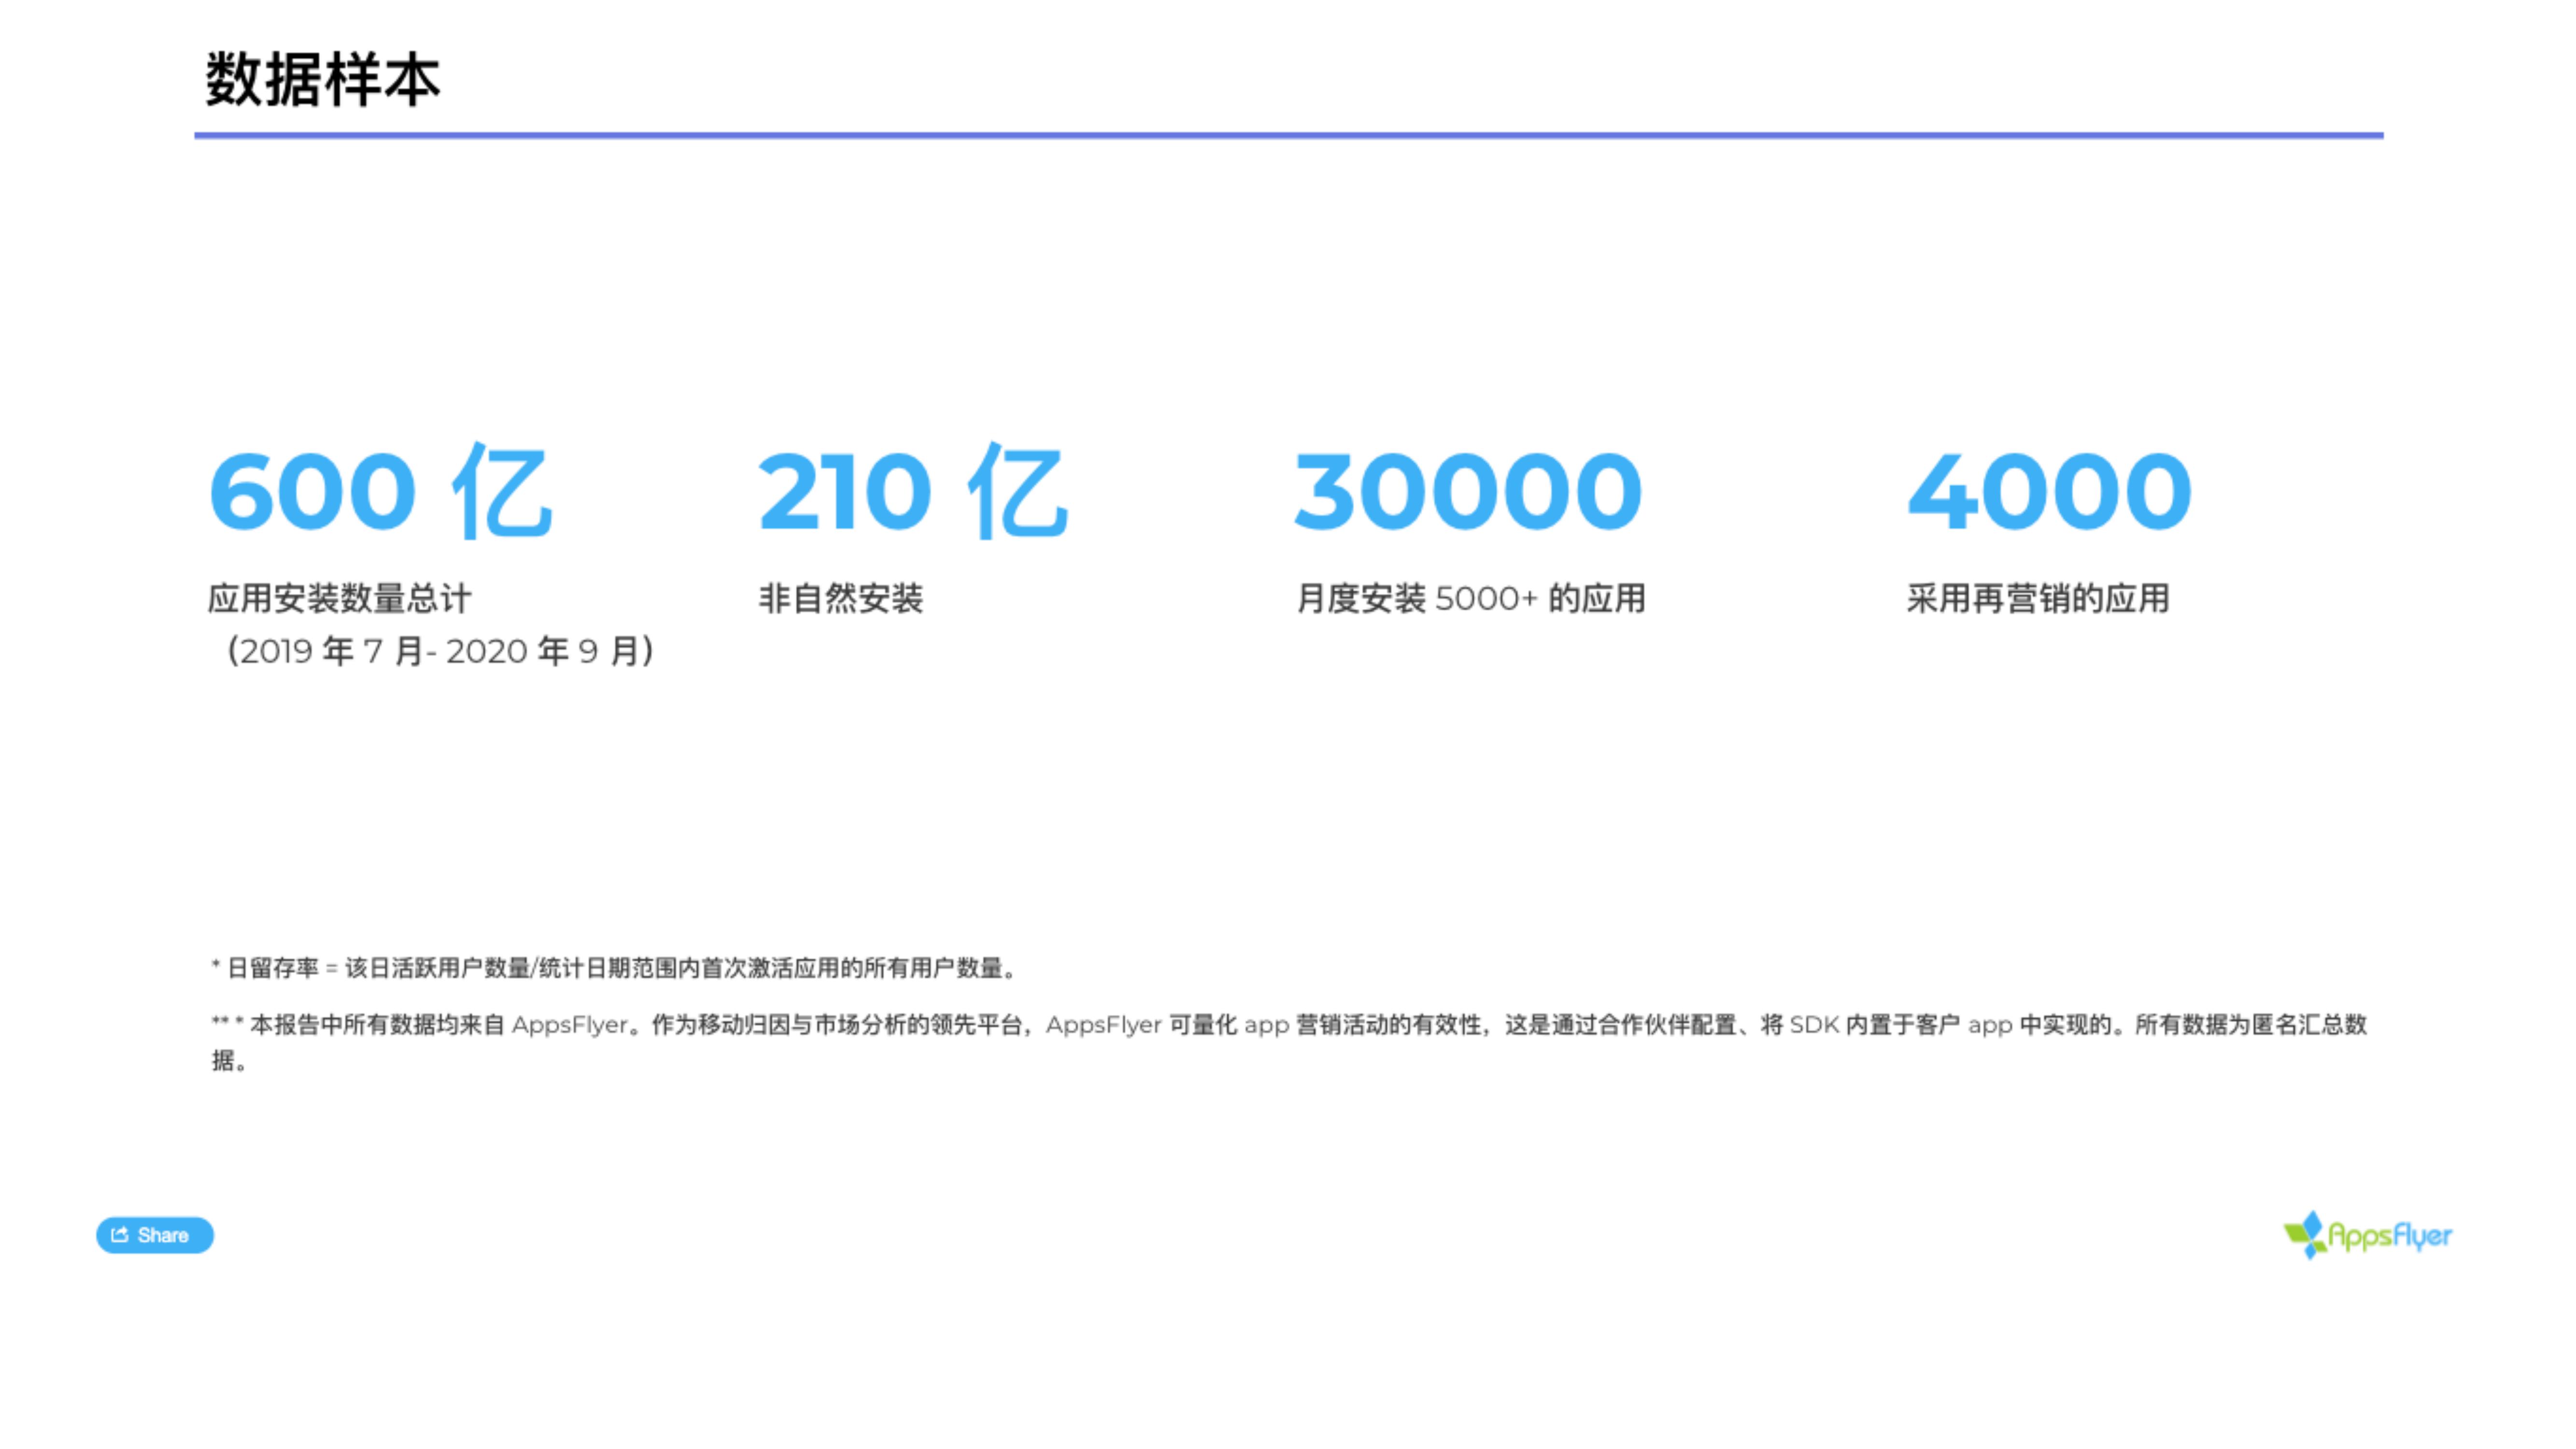 数据样本
600 亿
210 亿
30000
4000
应用安装数量总计
（2019 年 7 月- 2020 年 9 月）
非自然安装
月度安装 5000+ 的应用
采用再营销的应用
* 日留存率 = 该日活跃用户数量/统计日期范围内首次激活应用的所有用户数量。
** * 本报告中所有数据均来自 AppsFlyer。作为移动归因与市场分析的领先平台，AppsFlyer 可量化 app 营销活动的有效性，这是通过合作伙伴配置、将 SDK 内置于客户 app 中实现的。所有数据为匿名汇总数
据。
Share
AppsFlyer